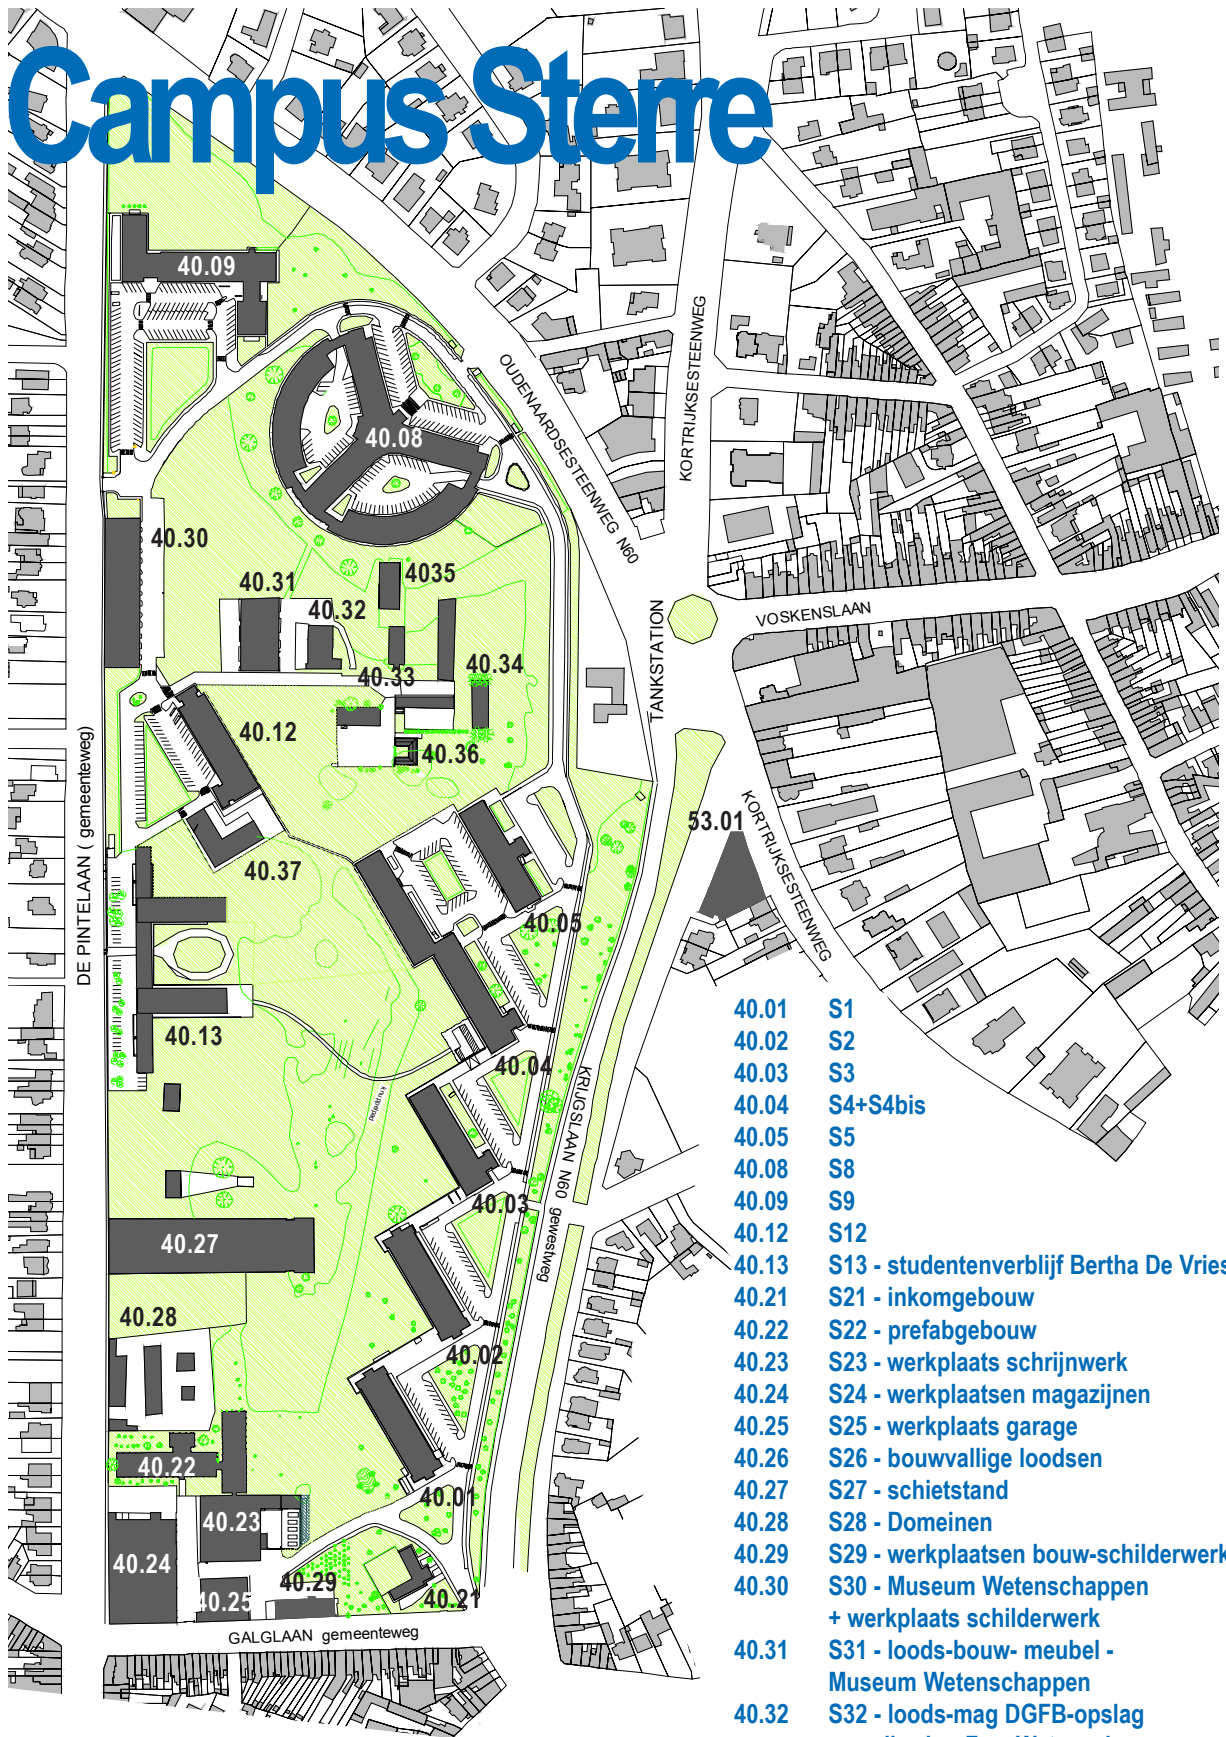 Campus Sterre
40.09
40.08
OUDENAARDSESTEENWEG N60
KORTRIJKSESTEENWEG
40.30
40.31
4035
40.32
VOSKENSLAAN
TANKSTATION
40.33
40.34
40.12
40.36
DE PINTELAAN ( gemeenteweg)
53.01
KORTRIJKSESTEENWEG
40.37
40.05
40.13
40.04
KRIJGSLAAN N60 gewestweg
40.03
40.27
40.28
40.02
40.22
40.01
40.23
40.24
40.29
40.25
40.21
GALGLAAN gemeenteweg
40.01 S1
40.02 S2
40.03 S3
40.04 S4+S4bis
40.05 S5
40.08 S8
40.09 S9
40.12 S12
40.13 S13 - studentenverblijf Bertha De Vries
40.21 S21 - inkomgebouw
40.22 S22 - prefabgebouw
40.23 S23 - werkplaats schrijnwerk
40.24 S24 - werkplaatsen magazijnen
40.25 S25 - werkplaats garage
40.26 S26 - bouwvallige loodsen
40.27 S27 - schietstand
40.28 S28 - Domeinen
40.29 S29 - werkplaatsen bouw-schilderwerk
40.30 S30 - Museum Wetenschappen
+ werkplaats schilderwerk
40.31 S31 - loods-bouw- meubel -
Museum Wetenschappen
40.32 S32 - loods-mag DGFB-opslag